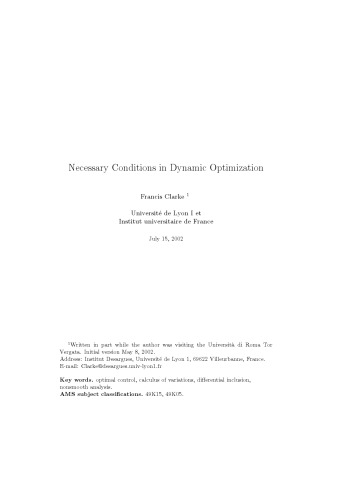 Necessary Conditions in Dynamic Optimization
Francis Clarke 1
Université de Lyon I et
Institut universitaire de France
July 15, 2002
1Written in part while the author was visiting the Università di Roma Tor
Vergata. Initial version May 8, 2002.
Address: Institut Desargues, Université de Lyon 1, 69622 Villeurbanne, France.
E-mail: Clarke@desargues.univ-lyon1.fr
Key words. optimal control, calculus of variations, differential inclusion,
nonsmooth analysis.
AMS subject classifications. 49K15, 49K05.